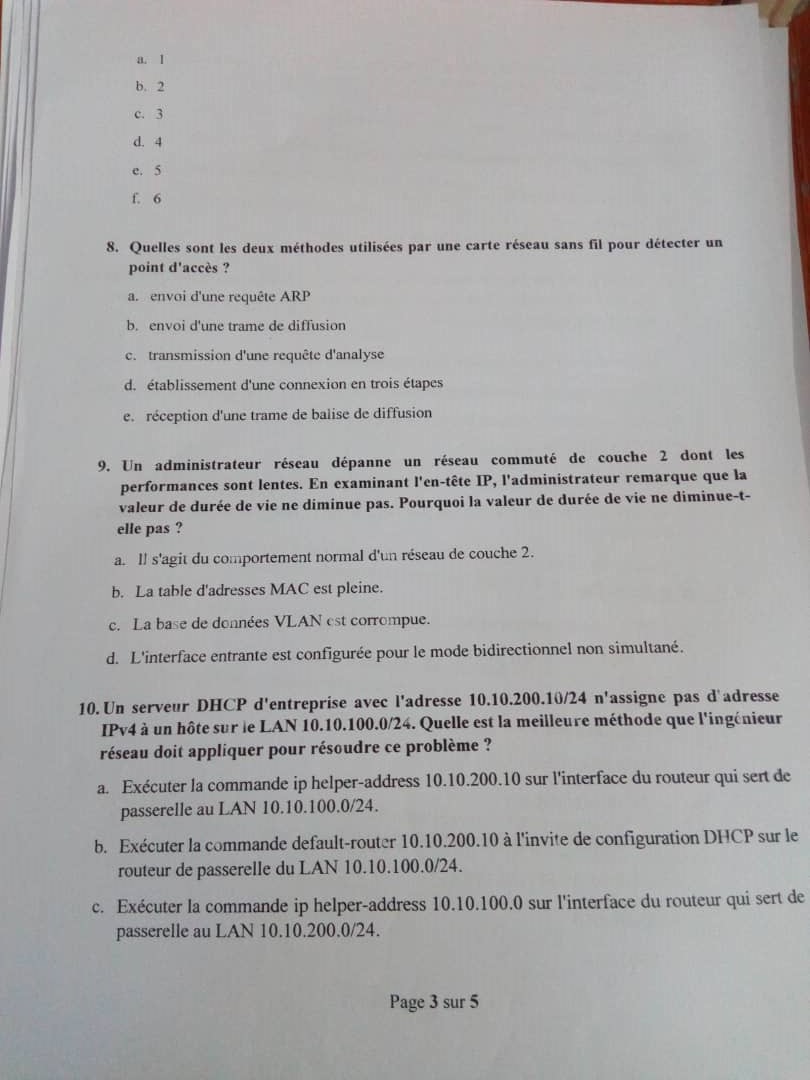 a. 1
b. 2
c. 3
d. 4
e. 5
f. 6
8. Quelles sont les deux méthodes utilisées par une carte réseau sans fil pour détecter un
point d'accès ?
a. envoi d'une requête ARP
b. envoi d'une trame de diffusion
c. transmission d'une requête d'analyse
d. établissement d'une connexion en trois étapes
e. réception d'une trame de balise de diffusion
9. Un administrateur réseau dépanne un réseau commuté de couche 2 dont les
performances sont lentes. En examinant l'en-tête IP, l'administrateur remarque que la
valeur de durée de vie ne diminue pas. Pourquoi la valeur de durée de vie ne diminue-t-
elle pas ?
a. Il s'agit du comportement normal d'un réseau de couche 2.
b. La table d'adresses MAC est pleine.
c. La base de données VLAN est corrompue.
d. L'interface entrante est configurée pour le mode bidirectionnel non simultané.
10. Un serveur DHCP d'entreprise avec l'adresse 10.10.200.10/24 n'assigne pas d'adresse
IPv4 à un hôte sur le LAN 10.10.100.0/24. Quelle est la meilleure méthode que l'ingénieur
réseau doit appliquer pour résoudre ce problème ?
a. Exécuter la commande ip helper-address 10.10.200.10 sur l'interface du routeur qui sert de
passerelle au LAN 10.10.100.0/24.
b. Exécuter la commande default-router 10.10.200.10 à l'invite de configuration DHCP sur le
routeur de passerelle du LAN 10.10.100.0/24.
c. Exécuter la commande ip helper-address 10.10.100.0 sur l'interface du routeur qui sert de
passerelle au LAN 10.10.200.0/24.
Page 3 sur 5